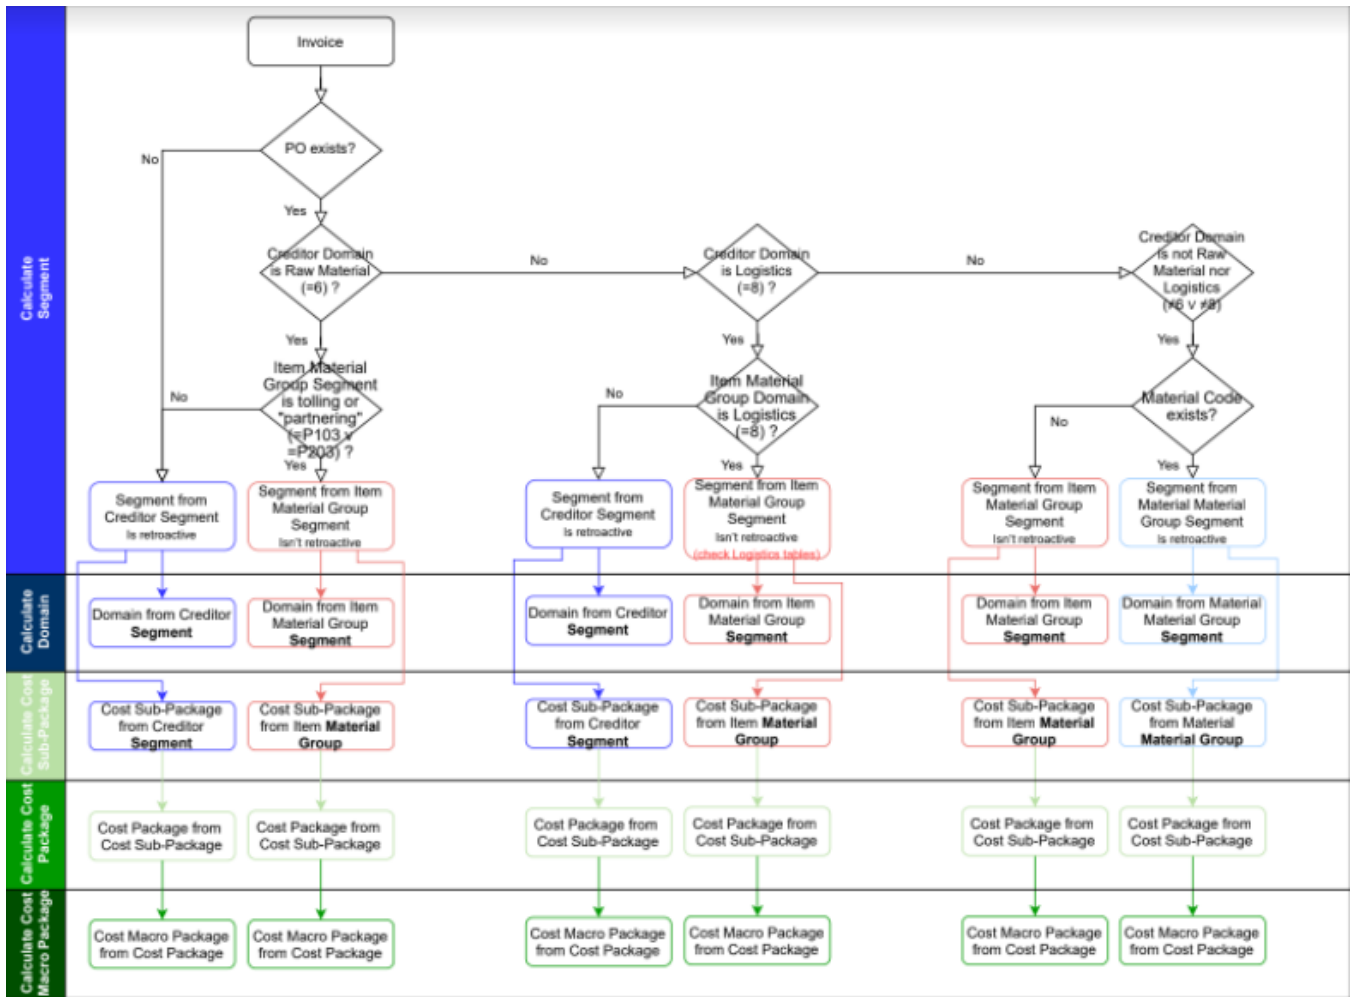 Invoice
PO exists?
No
Yes
Creditor Domain
is Raw Material
(=6) ?
No
Creditor Domain
is Logistics
(=8) ?
No
Creditor Domain
is not Raw
Material nor
Logistics
(≠6 v ≠8)
Calculate
Segment
Yes
Yes
Yes
Item Material
Group Segment
is tolling or
"partnering"
(=P103 v
=P203) ?
No
Yes
Item Material
Group Domain
is Logistics
(=8) ?
No
Yes
Material Code
exists?
No
Yes
Segment from
Creditor Segment
Is retroactive
Segment from Item
Material Group
Segment
Isn't retroactive
Segment from
Creditor Segment
Is retroactive
Segment from Item
Material Group
Segment
Isn't retroactive
(check Logistics tables)
Segment from Item
Material Group
Segment
Isn't retroactive
Segment from
Material Material
Group Segment
Is retroactive
Calculate
Domain
Domain from Creditor
Segment
Domain from Item
Material Group
Segment
Domain from Creditor
Segment
Domain from Item
Material Group
Segment
Domain from Item
Material Group
Segment
Domain from Material
Material Group
Segment
Calculate Cost
Sub-Package
Cost Sub-Package
from Creditor
Segment
Cost Sub-Package
from Item Material
Group
Cost Sub-Package
from Creditor
Segment
Cost Sub-Package
from Item Material
Group
Cost Sub-Package
from Item Material
Group
Cost Sub-Package
from Material
Material Group
Calculate Cost
Package
Cost Package from
Cost Sub-Package
Cost Package from
Cost Sub-Package
Cost Package from
Cost Sub-Package
Cost Package from
Cost Sub-Package
Cost Package from
Cost Sub-Package
Cost Package from
Cost Sub-Package
Calculate Cost
Macro Package
Cost Macro Package
from Cost Package
Cost Macro Package
from Cost Package
Cost Macro Package
from Cost Package
Cost Macro Package
from Cost Package
Cost Macro Package
from Cost Package
Cost Macro Package
from Cost Package